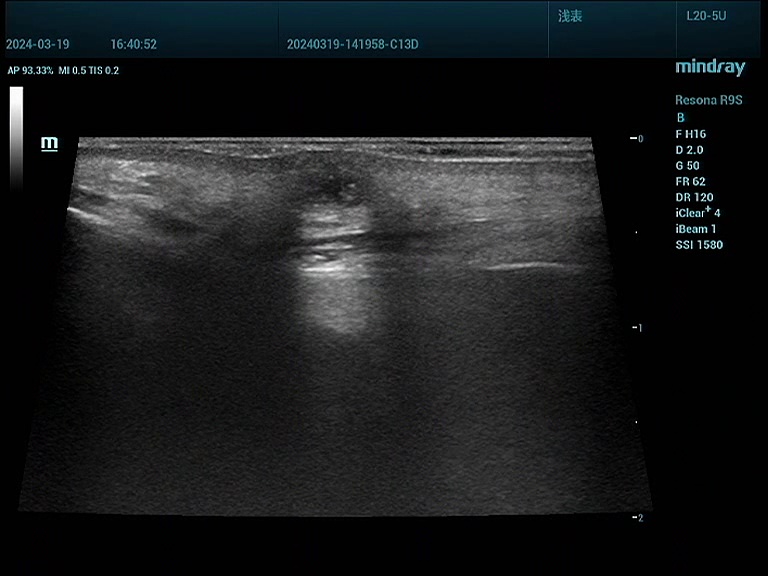 浅表 L20-5U
2024-03-19 16:40:52 20240319-141958-C13D
AP 93.33% MI 0.5 TIS 0.2
mindray
Resona R9S
B
F H16
D 2.0
G 50
FR 62
DR 120
iClear+ 4
iBeam 1
SSI 1580
m
0
1
2